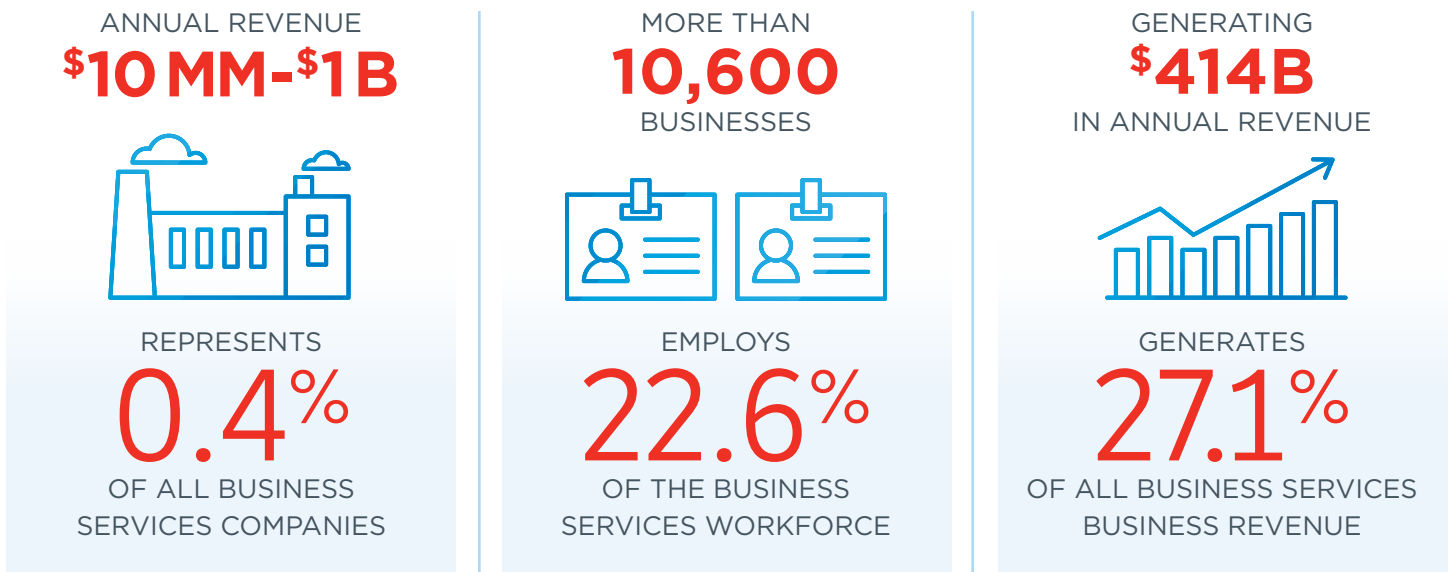 ANNUAL REVENUE
$10 MM-$1 B
REPRESENTS
0.4%
OF ALL BUSINESS
SERVICES COMPANIES
MORE THAN
10,600
BUSINESSES
EMPLOYS
22.6%
OF THE BUSINESS
SERVICES WORKFORCE
GENERATING
$414B
IN ANNUAL REVENUE
GENERATES
27.1%
OF ALL BUSINESS SERVICES
BUSINESS REVENUE